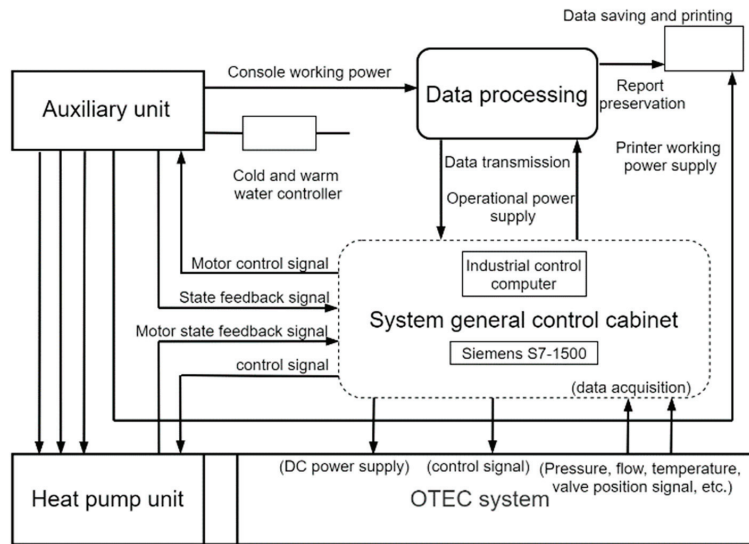 Data saving and printing
Console working power
Auxiliary unit
Data processing
Report
preservation
Cold and warm
water controller
Data transmission
Operational power
supply
Printer working
power supply
Motor control signal
Industrial control
computer
State feedback signal
System general control cabinet
Motor state feedback signal
Siemens S7-1500
control signal
(data acquisition)
(DC power supply)
(control signal)
(Pressure, flow, temperature,
valve position signal, etc.)
Heat pump unit
OTEC system